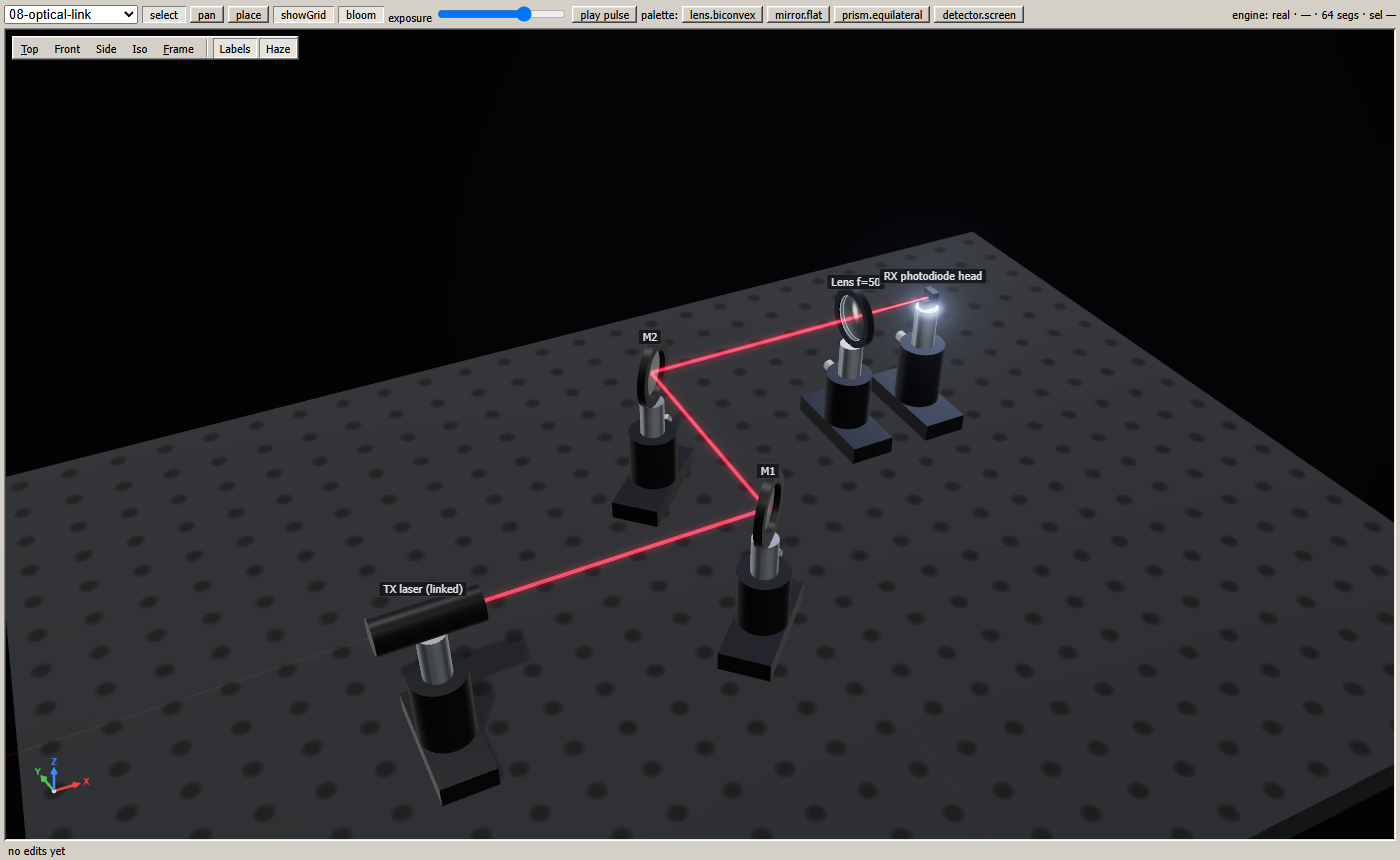 08-optical-link select pan place showGrid bloom exposure play pulse palette: lens.biconvex mirror.flat prism.equilateral detector.screen engine: real · — · 64 segs · sel —
Top Front Side Iso Frame Labels Haze
RX photodiode head
Lens f=50
M2
M1
TX laser (linked)
Z
Y
X
no edits yet